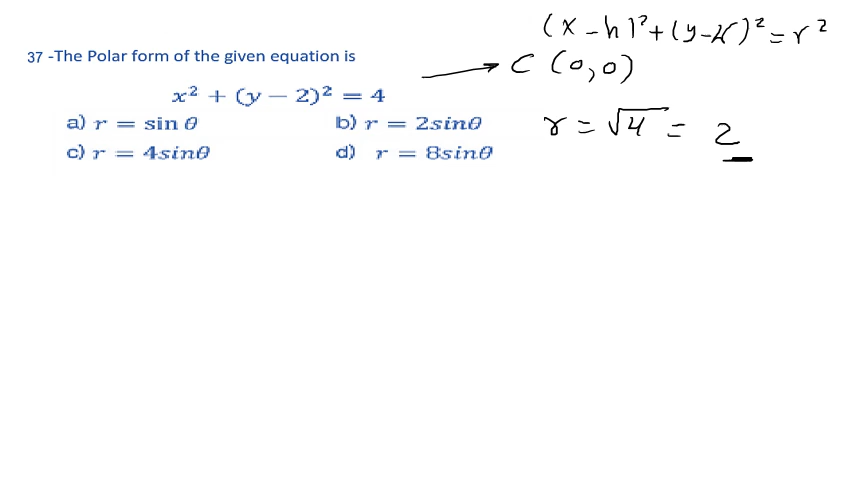 (x - h)² + (y - k)² = r²
37 -The Polar form of the given equation is
→ C (0,0)
x² + (y − 2)² = 4
a) r = sin θ b) r = 2sinθ
r = √4 = 2
c) r = 4sinθ d) r = 8sinθ